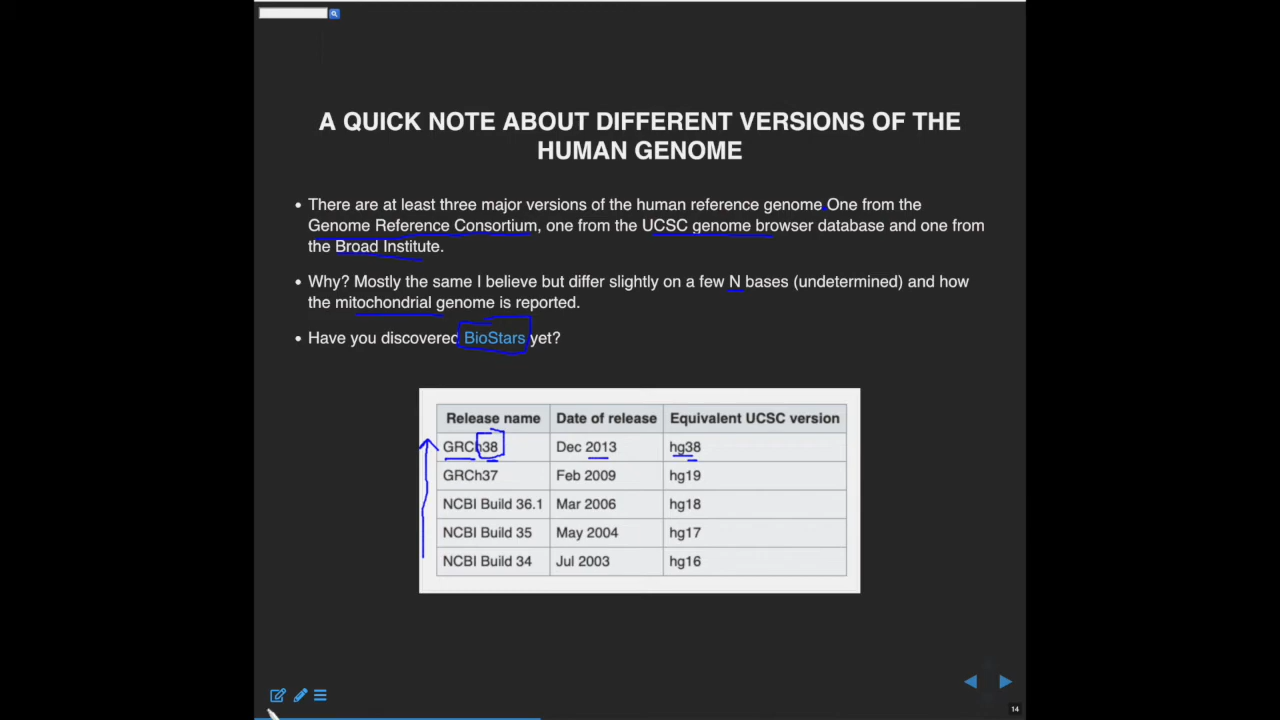 A QUICK NOTE ABOUT DIFFERENT VERSIONS OF THE
HUMAN GENOME
• There are at least three major versions of the human reference genome One from the
Genome Reference Consortium, one from the UCSC genome browser database and one from
the Broad Institute.
• Why? Mostly the same I believe but differ slightly on a few N bases (undetermined) and how
the mitochondrial genome is reported.
• Have you discovered BioStars yet?
Release name Date of release Equivalent UCSC version
GRCh38 Dec 2013 hg38
GRCh37 Feb 2009 hg19
NCBI Build 36.1 Mar 2006 hg18
NCBI Build 35 May 2004 hg17
NCBI Build 34 Jul 2003 hg16
14